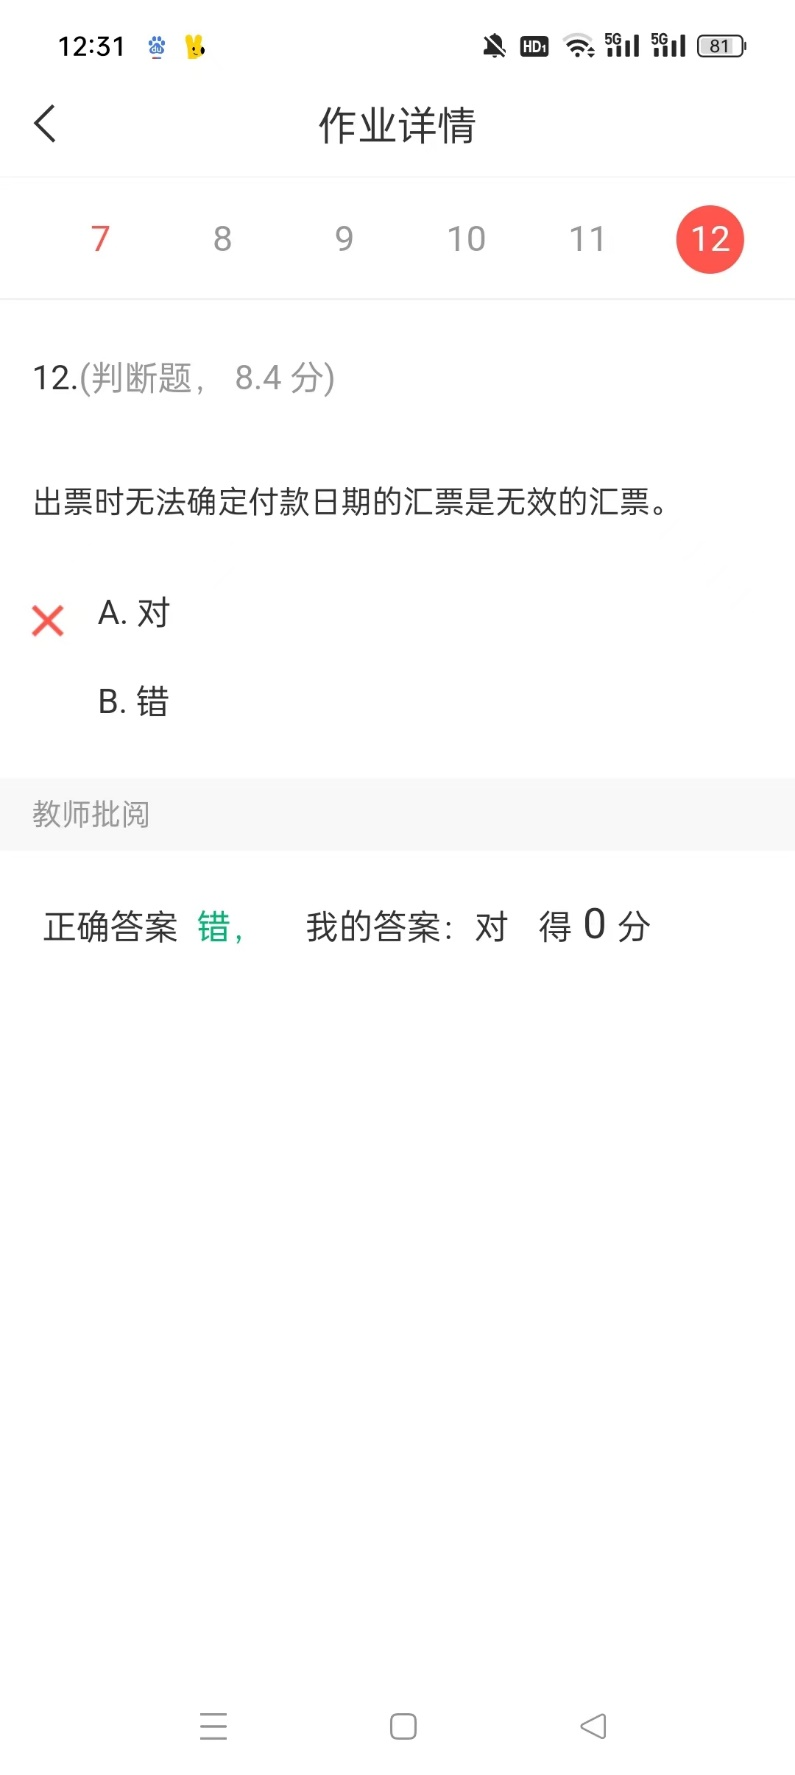 12:31 HD1 5G 5G 81
作业详情
7 8 9 10 11 12
12.(判断题， 8.4 分)
出票时无法确定付款日期的汇票是无效的汇票。
A. 对
B. 错
教师批阅
正确答案 错， 我的答案：对 得 0 分